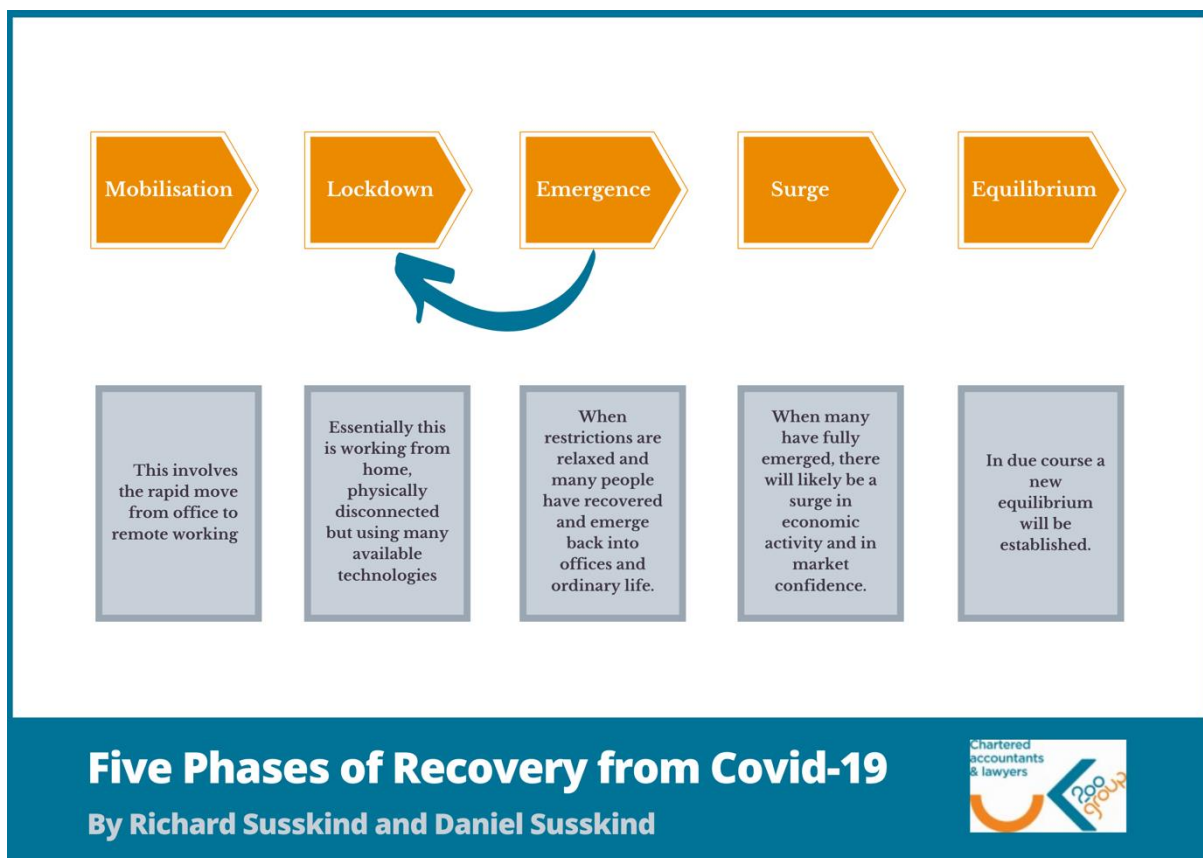 Mobilisation
Lockdown
Emergence
Surge
Equilibrium
This involves
the rapid move
from office to
remote working
Essentially this
is working from
home,
physically
disconnected
but using many
available
technologies
When
restrictions are
relaxed and
many people
have recovered
and emerge
back into
offices and
ordinary life.
When many
have fully
emerged, there
will likely be a
surge in
economic
activity and in
market
confidence.
In due course a
new
equilibrium
will be
established.
Five Phases of Recovery from Covid-19
By Richard Susskind and Daniel Susskind
Chartered
accountants
& lawyers
UK
200
group